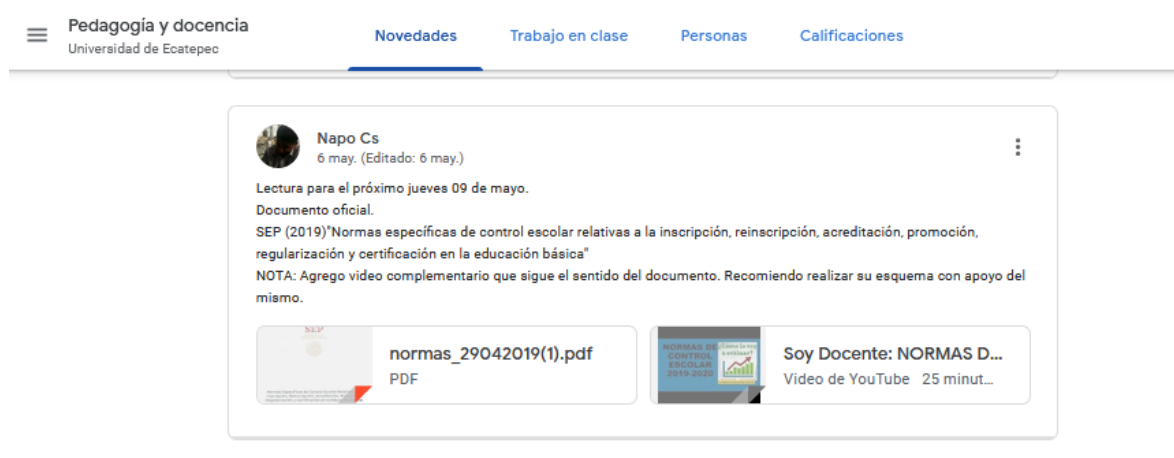 Pedagogía y docencia
Universidad de Ecatepec
Novedades
Trabajo en clase
Personas
Calificaciones
Napo Cs
6 may. (Editado: 6 may.)
Lectura para el próximo jueves 09 de mayo.
Documento oficial.
SEP (2019)"Normas específicas de control escolar relativas a la inscripción, reinscripción, acreditación, promoción,
regularización y certificación en la educación básica"
NOTA: Agrego video complementario que sigue el sentido del documento. Recomiendo realizar su esquema con apoyo del
mismo.
SEP
normas_29042019(1).pdf
PDF
NORMAS DE
CONTROL
ESCOLAR
2019-2020
Soy Docente: NORMAS D...
Video de YouTube 25 minut...